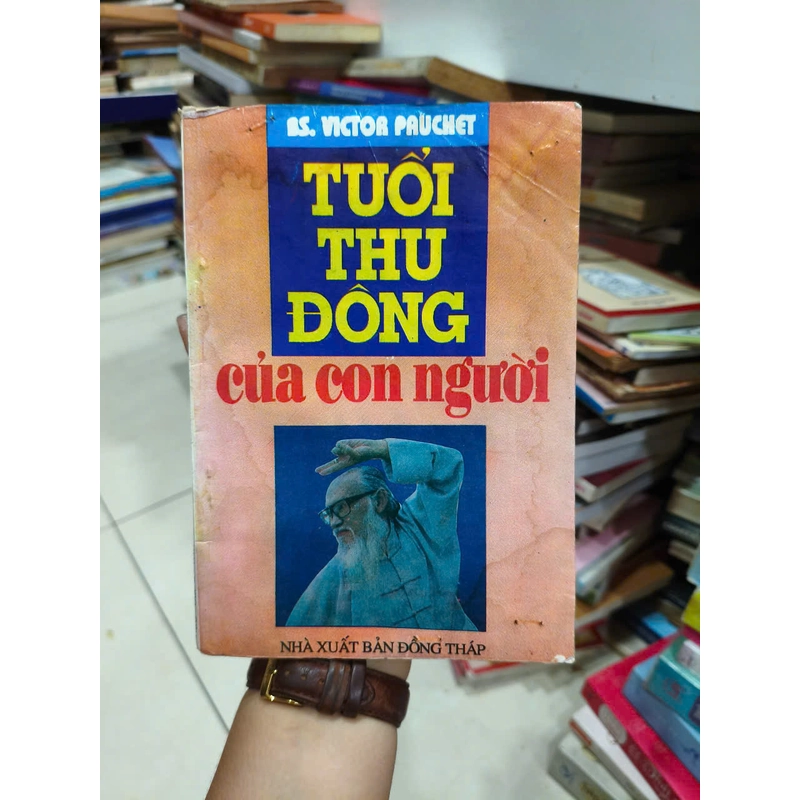 BS. VICTOR PAUCHET
TUỔI
THU
ĐÔNG
của con người
NHÀ XUẤT BẢN ĐỒNG THÁP